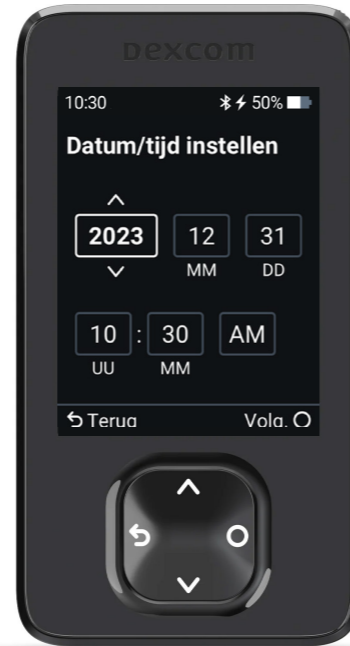 Dexcom
10:30 50%
Datum/tijd instellen
2023 12 31
MM DD
10 : 30 AM
UU MM
Terug Volg.